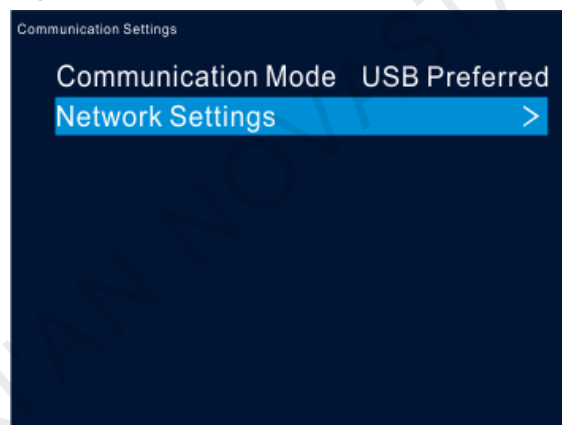 Communication Settings
Communication Mode USB Preferred
Network Settings >